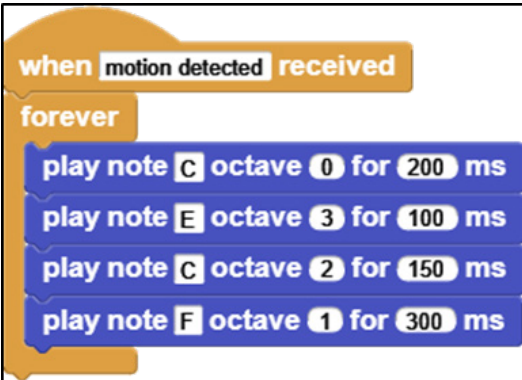 when motion detected received
forever
play note C octave 0 for 200 ms
play note E octave 3 for 100 ms
play note C octave 2 for 150 ms
play note F octave 1 for 300 ms